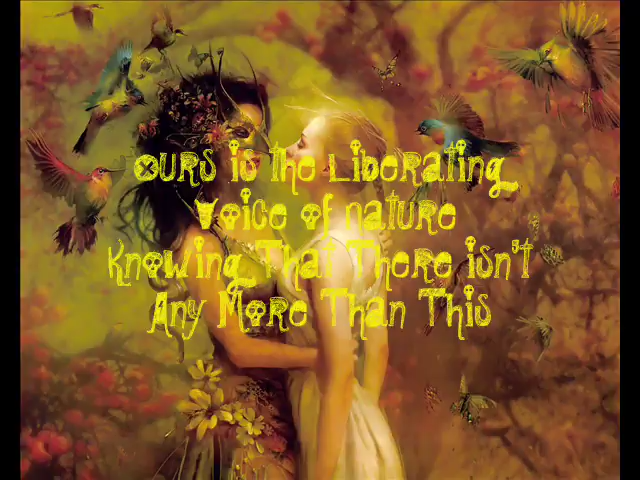 Ours is the Liberating
Voice of nature
Knowing That There isn't
Any More Than This